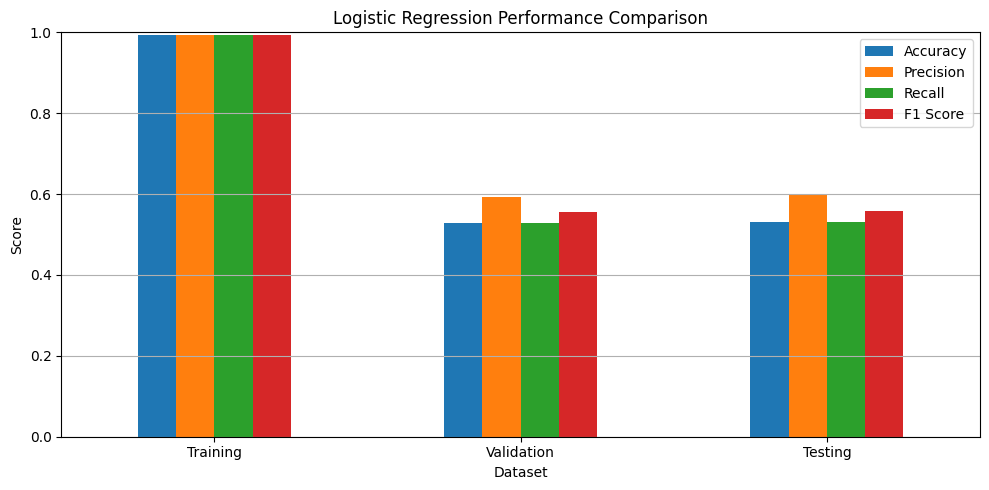 Logistic Regression Performance Comparison
1.0
0.8
0.6
0.4
0.2
0.0
Score
Accuracy
Precision
Recall
F1 Score
Training
Validation
Testing
Dataset